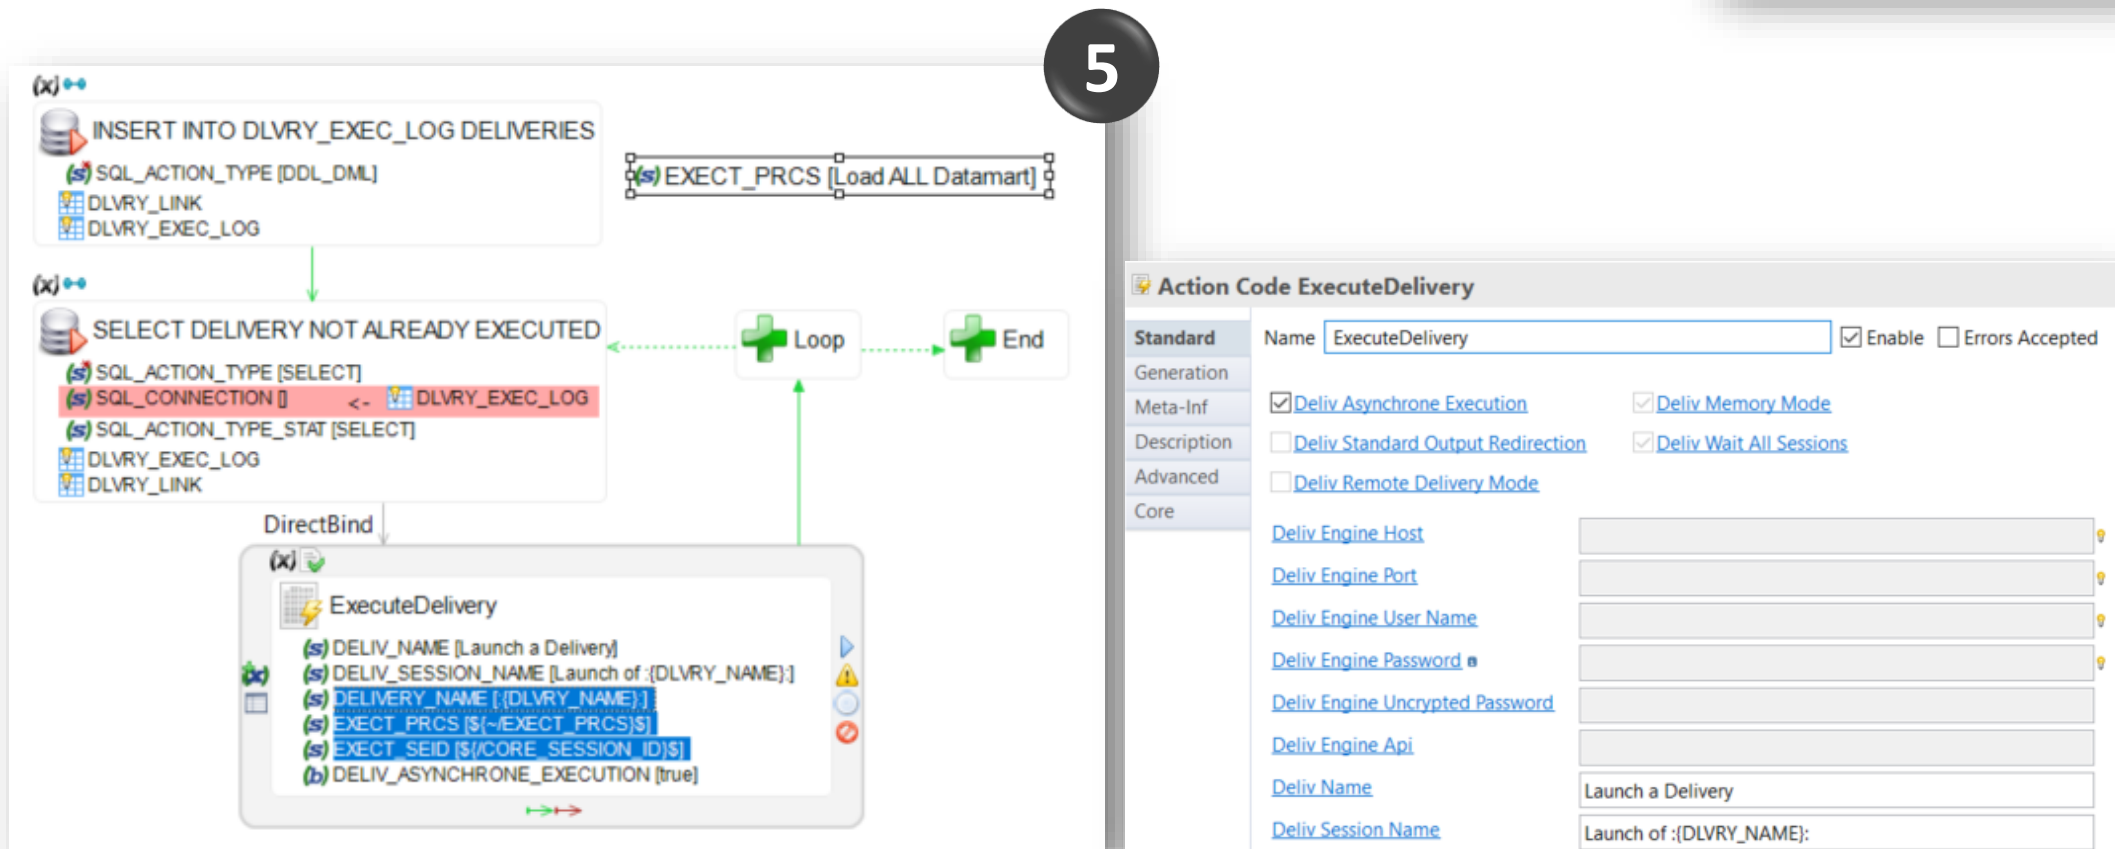 5
(x)
INSERT INTO DLVRY_EXEC_LOG DELIVERIES
(s) SQL_ACTION_TYPE [DDL_DML]
DLVRY_LINK
DLVRY_EXEC_LOG
(s) EXECT_PRCS [Load ALL Datamart]
(x)
SELECT DELIVERY NOT ALREADY EXECUTED
(s) SQL_ACTION_TYPE [SELECT]
(s) SQL_CONNECTION [] <- DLVRY_EXEC_LOG
(s) SQL_ACTION_TYPE_STAT [SELECT]
DLVRY_EXEC_LOG
DLVRY_LINK
Loop
End
DirectBind
(x)
ExecuteDelivery
(s) DELIV_NAME [Launch a Delivery]
(s) DELIV_SESSION_NAME [Launch of :{DLVRY_NAME}:]
(s) DELIVERY_NAME [:{DLVRY_NAME}:]
(s) EXECT_PRCS [${~/EXECT_PRCS}$]
(s) EXECT_SEID [${/CORE_SESSION_ID}$]
(b) DELIV_ASYNCHRONE_EXECUTION [true]
(x)
Action Code ExecuteDelivery
Standard
Generation
Meta-Inf
Description
Advanced
Core
Name ExecuteDelivery Enable Errors Accepted
Deliv Asynchrone Execution Deliv Memory Mode
Deliv Standard Output Redirection Deliv Wait All Sessions
Deliv Remote Delivery Mode
Deliv Engine Host
Deliv Engine Port
Deliv Engine User Name
Deliv Engine Password
Deliv Engine Uncrypted Password
Deliv Engine Api
Deliv Name Launch a Delivery
Deliv Session Name Launch of :{DLVRY_NAME}: